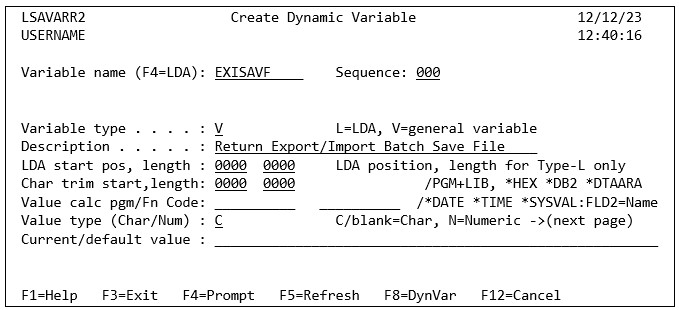 LSAVARR2 Create Dynamic Variable 12/12/23
USERNAME 12:40:16
Variable name (F4=LDA): EXISAVF Sequence: 000
Variable type . . . . : V L=LDA, V=general variable
Description . . . . . : Return Export/Import Batch Save File
LDA start pos, length : 0000 0000 LDA position, length for Type-L only
Char trim start,length: 0000 0000 /PGM+LIB, *HEX *DB2 *DTAARA
Value calc pgm/Fn Code: /*DATE *TIME *SYSVAL:FLD2=Name
Value type (Char/Num) : C C/blank=Char, N=Numeric ->(next page)
Current/default value :
F1=Help F3=Exit F4=Prompt F5=Refresh F8=DynVar F12=Cancel